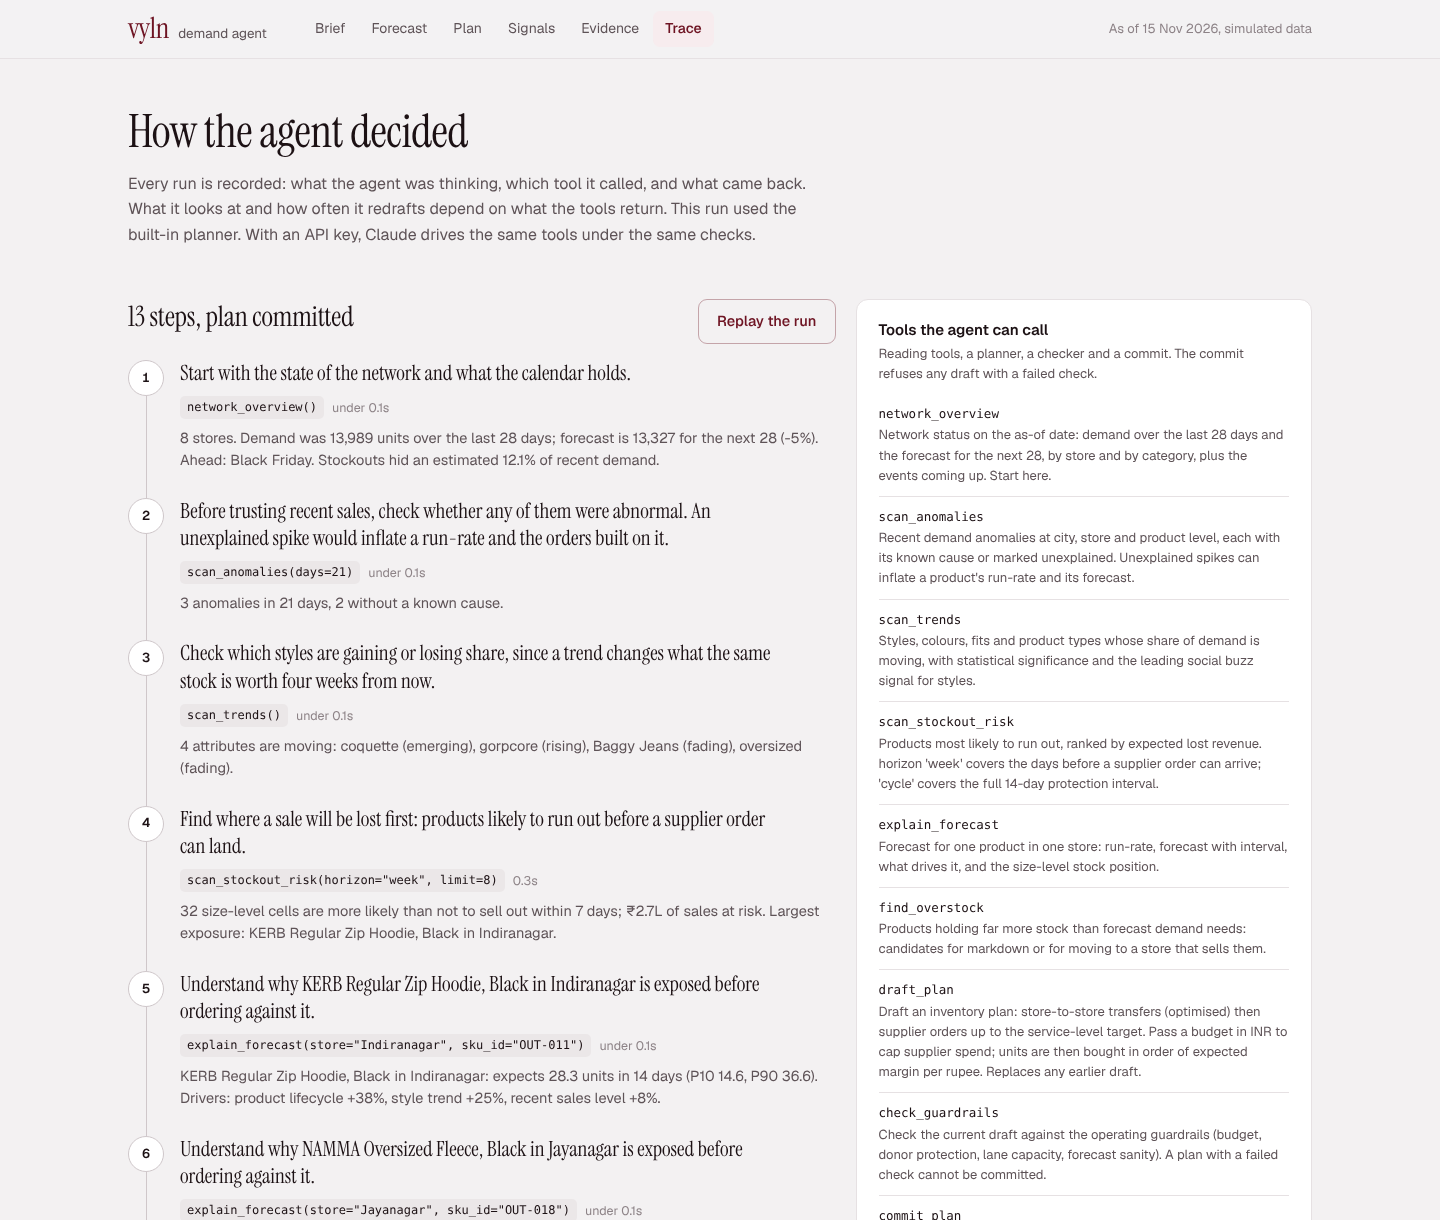 vyln demand agent
Brief
Forecast
Plan
Signals
Evidence
Trace
As of 15 Nov 2026, simulated data
How the agent decided
Every run is recorded: what the agent was thinking, which tool it called, and what came back.
What it looks at and how often it redrafts depend on what the tools return. This run used the
built-in planner. With an API key, Claude drives the same tools under the same checks.
13 steps, plan committed
Replay the run
1
Start with the state of the network and what the calendar holds.
network_overview() under 0.1s
8 stores. Demand was 13,989 units over the last 28 days; forecast is 13,327 for the next 28 (-5%).
Ahead: Black Friday. Stockouts hid an estimated 12.1% of recent demand.
2
Before trusting recent sales, check whether any of them were abnormal. An
unexplained spike would inflate a run-rate and the orders built on it.
scan_anomalies(days=21) under 0.1s
3 anomalies in 21 days, 2 without a known cause.
3
Check which styles are gaining or losing share, since a trend changes what the same
stock is worth four weeks from now.
scan_trends() under 0.1s
4 attributes are moving: coquette (emerging), gorpcore (rising), Baggy Jeans (fading), oversized
(fading).
4
Find where a sale will be lost first: products likely to run out before a supplier order
can land.
scan_stockout_risk(horizon="week", limit=8) 0.3s
32 size-level cells are more likely than not to sell out within 7 days; ₹2.7L of sales at risk. Largest
exposure: KERB Regular Zip Hoodie, Black in Indiranagar.
5
Understand why KERB Regular Zip Hoodie, Black in Indiranagar is exposed before
ordering against it.
explain_forecast(store="Indiranagar", sku_id="OUT-011") under 0.1s
KERB Regular Zip Hoodie, Black in Indiranagar: expects 28.3 units in 14 days (P10 14.6, P90 36.6).
Drivers: product lifecycle +38%, style trend +25%, recent sales level +8%.
6
Understand why NAMMA Oversized Fleece, Black in Jayanagar is exposed before
ordering against it.
explain_forecast(store="Jayanagar", sku_id="OUT-018") under 0.1s
Tools the agent can call
Reading tools, a planner, a checker and a commit. The commit
refuses any draft with a failed check.
network_overview
Network status on the as-of date: demand over the last 28 days and
the forecast for the next 28, by store and by category, plus the
events coming up. Start here.
scan_anomalies
Recent demand anomalies at city, store and product level, each with
its known cause or marked unexplained. Unexplained spikes can
inflate a product's run-rate and its forecast.
scan_trends
Styles, colours, fits and product types whose share of demand is
moving, with statistical significance and the leading social buzz
signal for styles.
scan_stockout_risk
Products most likely to run out, ranked by expected lost revenue.
horizon 'week' covers the days before a supplier order can arrive;
'cycle' covers the full 14-day protection interval.
explain_forecast
Forecast for one product in one store: run-rate, forecast with interval,
what drives it, and the size-level stock position.
find_overstock
Products holding far more stock than forecast demand needs:
candidates for markdown or for moving to a store that sells them.
draft_plan
Draft an inventory plan: store-to-store transfers (optimised) then
supplier orders up to the service-level target. Pass a budget in INR to
cap supplier spend; units are then bought in order of expected
margin per rupee. Replaces any earlier draft.
check_guardrails
Check the current draft against the operating guardrails (budget,
donor protection, lane capacity, forecast sanity). A plan with a failed
check cannot be committed.
commit_plan